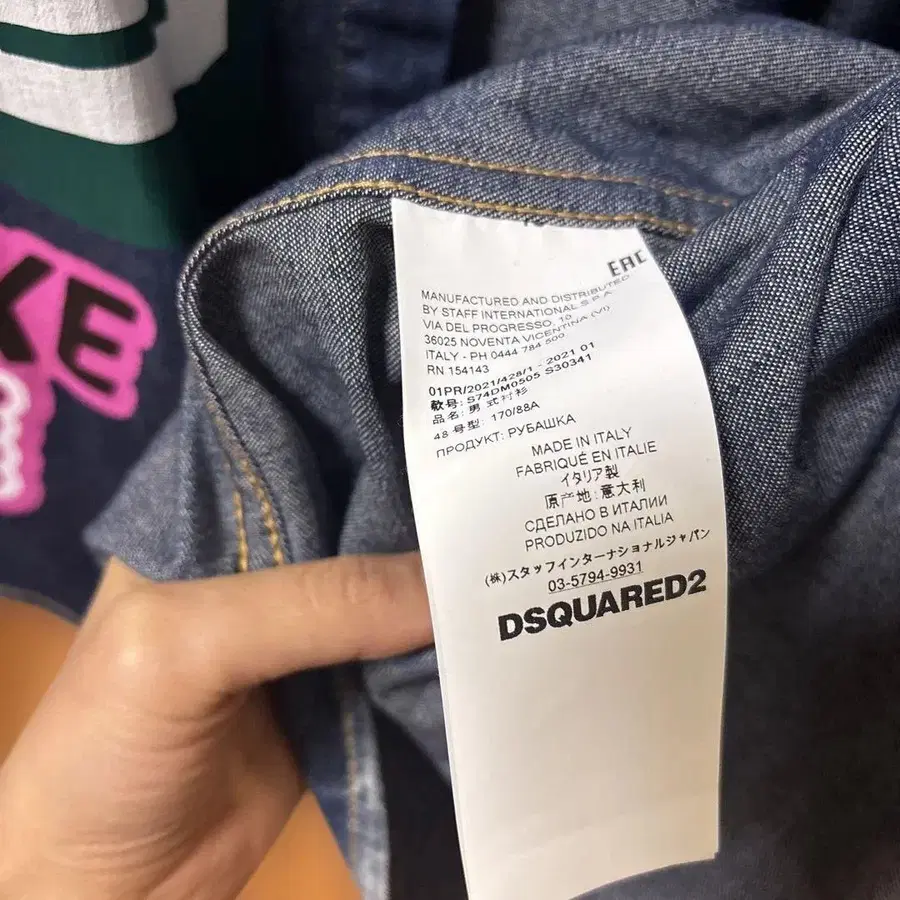 KE
EAC
MANUFACTURED AND DISTRIBUTED
BY STAFF INTERNATIONAL S.P.A.
VIA DEL PROGRESSO, 10
36025 NOVENTA VICENTINA (VI)
ITALY - PH 0444 784 500
RN 154143
01PR/2021/428/1 - 2021 01
款号: S74DM0505 S30341
品名: 男式衬衫
48 号型: 170/88A
ПРОДУКТ: РУБАШКА
MADE IN ITALY
FABRIQUÉ EN ITALIE
イタリア製
原产地: 意大利
СДЕЛАНО В ИТАЛИИ
PRODUZIDO NA ITALIA
(株)スタッフインターナショナルジャパン
03-5794-9931
DSQUARED2